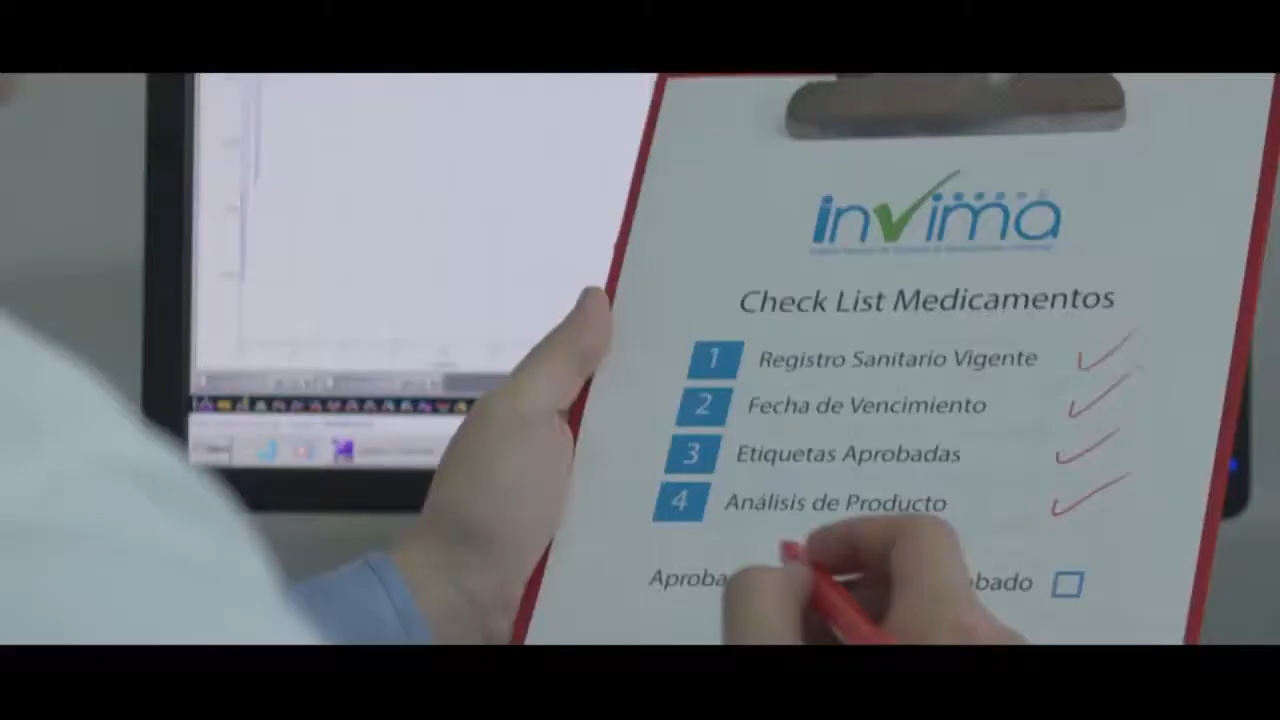 invima
Check List Medicamentos
1 Registro Sanitario Vigente
2 Fecha de Vencimiento
3 Etiquetas Aprobadas
4 Análisis de Producto
Aproba bado